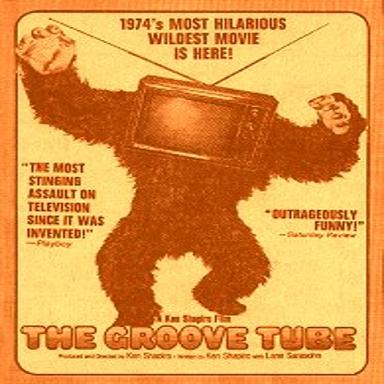 1974's MOST HILARIOUS
WILDEST MOVIE
IS HERE!
"THE MOST
STINGING
ASSAULT ON
TELEVISION
SINCE IT WAS
INVENTED!"
—Playboy
"OUTRAGEOUSLY
FUNNY!"
—Saturday Review
A Ken Shapiro Film
THE GROOVE TUBE
Produced and Directed by Ken Shapiro · Written by Ken Shapiro with Lane Sarasohn